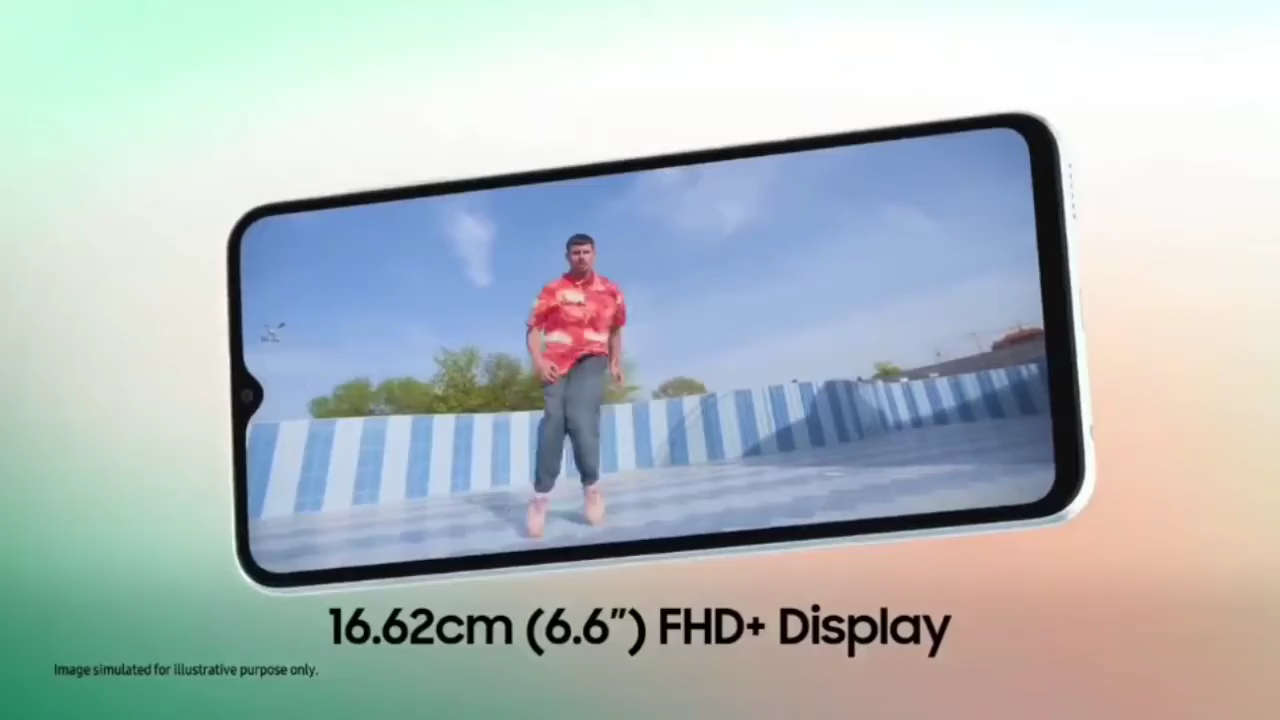 16.62cm (6.6”) FHD+ Display
Image simulated for illustrative purpose only.